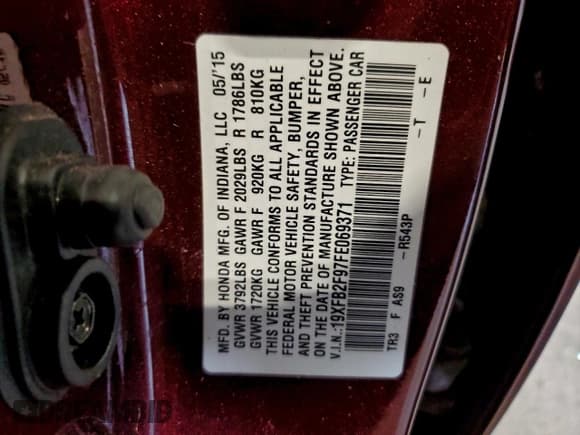 MFD. BY HONDA MFG. OF INDIANA, LLC 05/'15
GVWR 3792LBS GAWR F 2029LBS R 1786LBS
GVWR 1720KG GAWR F 920KG R 810KG
THIS VEHICLE CONFORMS TO ALL APPLICABLE
FEDERAL MOTOR VEHICLE SAFETY, BUMPER,
AND THEFT PREVENTION STANDARDS IN EFFECT
ON THE DATE OF MANUFACTURE SHOWN ABOVE.
V.I.N.:19XFB2F97FE069371 TYPE: PASSENGER CAR
TR3 F AS9 -R543P -T -E